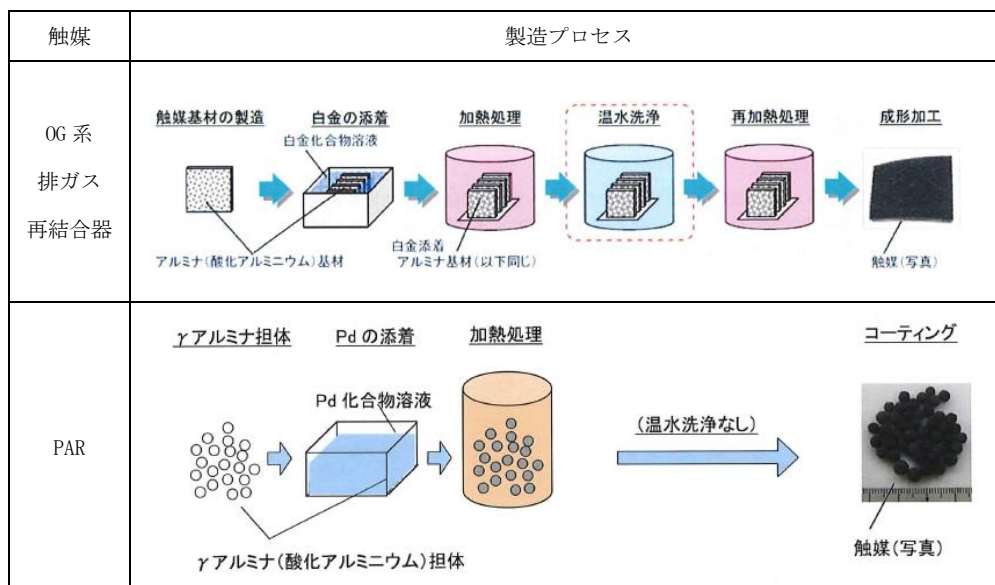 触媒
製造プロセス
OG 系
排ガス
再結合器
触媒基材の製造
白金の添着
加熱処理
温水洗浄
再加熱処理
成形加工
白金化合物溶液
アルミナ(酸化アルミニウム)基材
白金添着
アルミナ基材(以下同じ)
触媒(写真)
PAR
γアルミナ担体
Pd の添着
加熱処理
コーティング
Pd 化合物溶液
(温水洗浄なし)
γアルミナ(酸化アルミニウム)担体
触媒(写真)